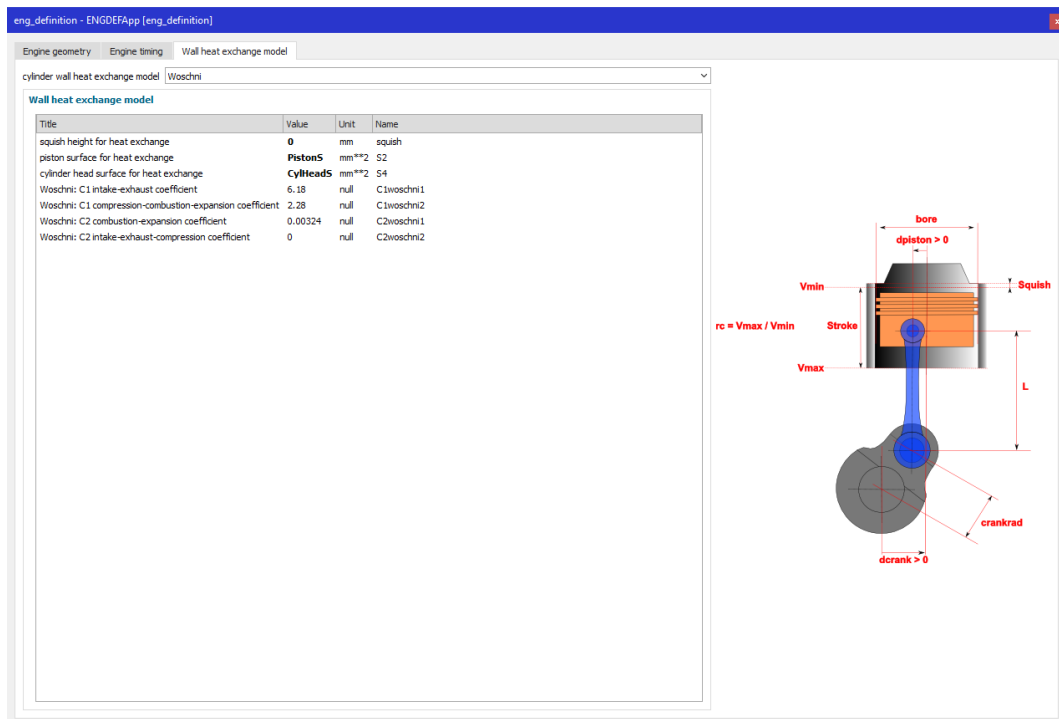 eng_definition - ENGDEFApp [eng_definition]
x
Engine geometry Engine timing Wall heat exchange model
cylinder wall heat exchange model Woschni
Wall heat exchange model
Title Value Unit Name
squish height for heat exchange 0 mm squish
piston surface for heat exchange PistonS mm**2 S2
cylinder head surface for heat exchange CylHeadS mm**2 S4
Woschni: C1 intake-exhaust coefficient 6.18 null C1woschni1
Woschni: C1 compression-combustion-expansion coefficient 2.28 null C1woschni2
Woschni: C2 combustion-expansion coefficient 0.00324 null C2woschni1
Woschni: C2 intake-exhaust-compression coefficient 0 null C2woschni2
bore
dpiston > 0
Vmin Squish
rc = Vmax / Vmin Stroke
Vmax
L
crankrad
dcrank > 0